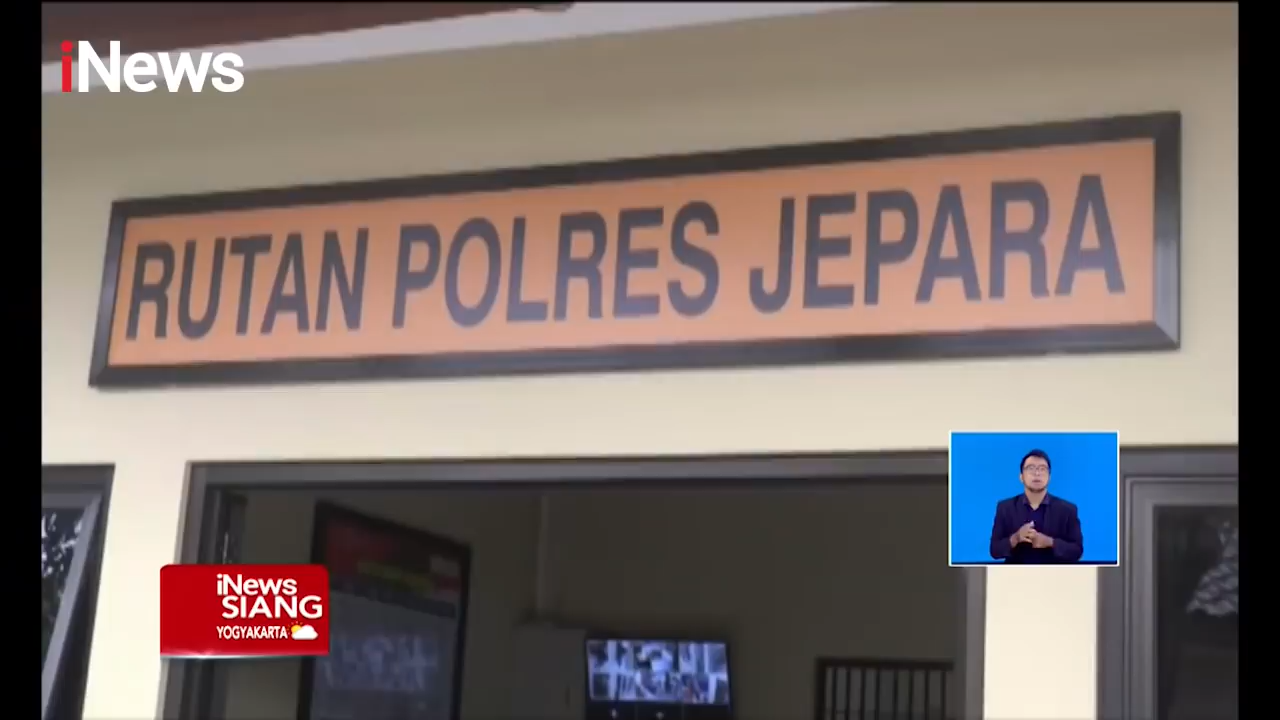 iNews
RUTAN POLRES JEPARA
iNews
SIANG
YOGYAKARTA